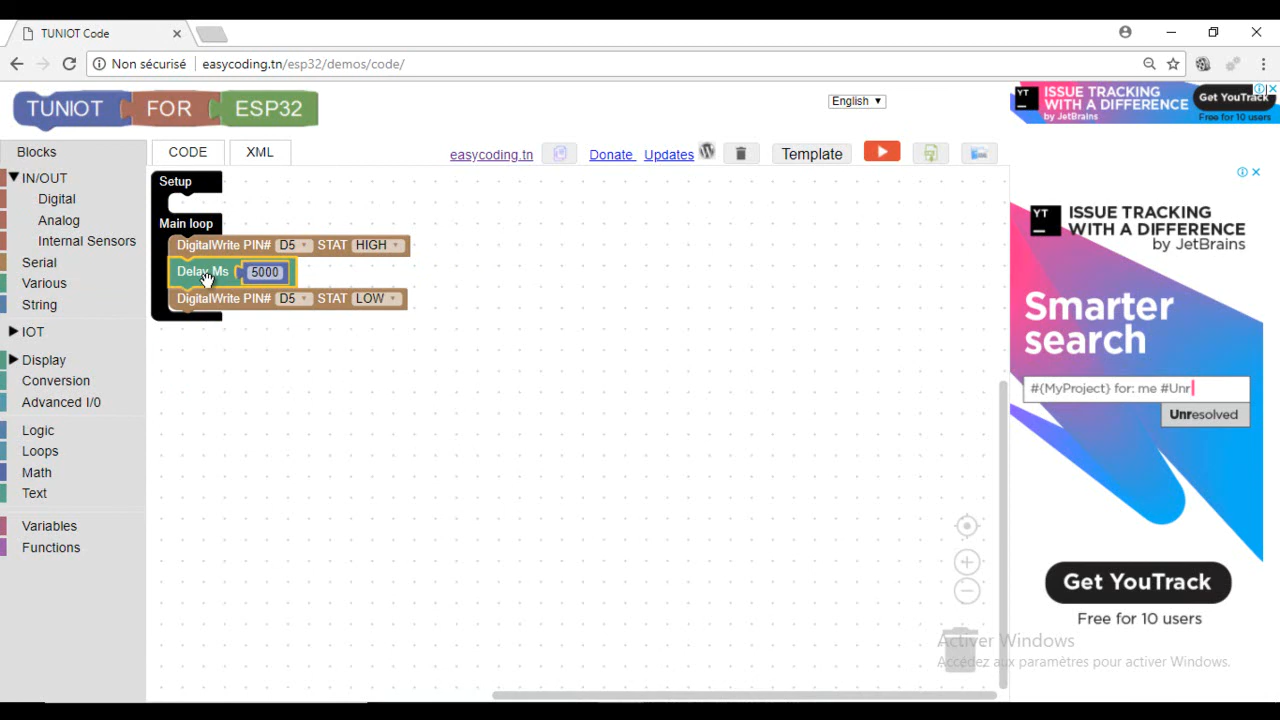 TUNIOT Code
Non sécurisé easycoding.tn/esp32/demos/code/
TUNIOT FOR ESP32
English
YT ISSUE TRACKING
WITH A DIFFERENCE
by JetBrains
Get YouTrack
Free for 10 users
Blocks
CODE
XML
easycoding.tn
Donate
Updates
Template
IN/OUT
Digital
Analog
Internal Sensors
Serial
Various
String
IOT
Display
Conversion
Advanced I/0
Logic
Loops
Math
Text
Variables
Functions
Setup
Main loop
DigitalWrite PIN# D5 STAT HIGH
Delay Ms 5000
DigitalWrite PIN# D5 STAT LOW
YT ISSUE TRACKING
WITH A DIFFERENCE
by JetBrains
Smarter
search
#{MyProject} for: me #Unr
Unresolved
Get YouTrack
Free for 10 users
Activer Windows
Accédez aux paramètres pour activer Windows.